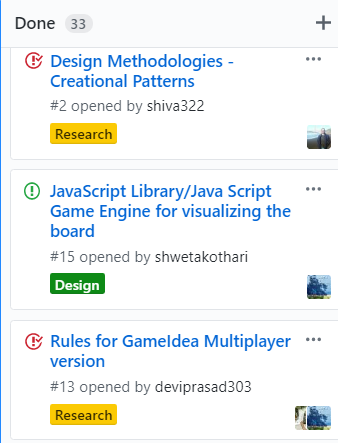 Done 33
Design Methodologies -
Creational Patterns
#2 opened by shiva322
Research
JavaScript Library/Java Script
Game Engine for visualizing the
board
#15 opened by shwetakothari
Design
Rules for GameIdea Multiplayer
version
#13 opened by deviprasad303
Research